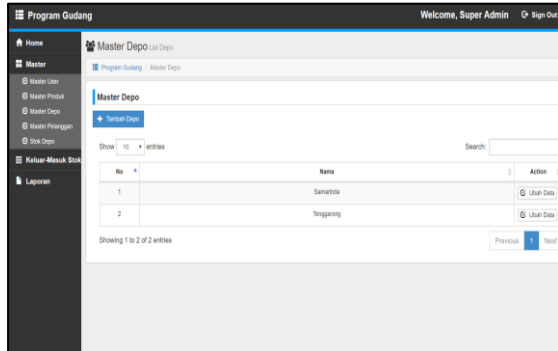 Program Gudang
Welcome, Super Admin
Sign Out
Home
Master
Master User
Master Produk
Master Depo
Master Pelanggan
Stok Depo
Keluar-Masuk Stok
Laporan
Master Depo List Depo
Program Gudang / Master Depo
Master Depo
+ Tambah Depo
Show 10 entries
Search:
No Nama Action
1 Samarinda Ubah Data
2 Tenggarong Ubah Data
Showing 1 to 2 of 2 entries
Previous 1 Next